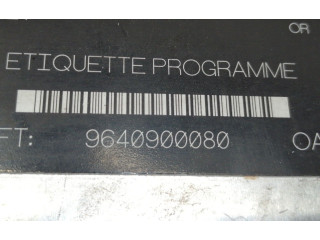 OR
ETIQUETTE PROGRAMME
FT: 9640900080 OA